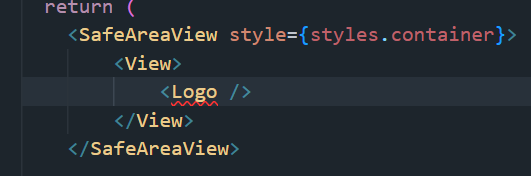 return (
<SafeAreaView style={styles.container}>
<View>
<Logo />
</View>
</SafeAreaView>